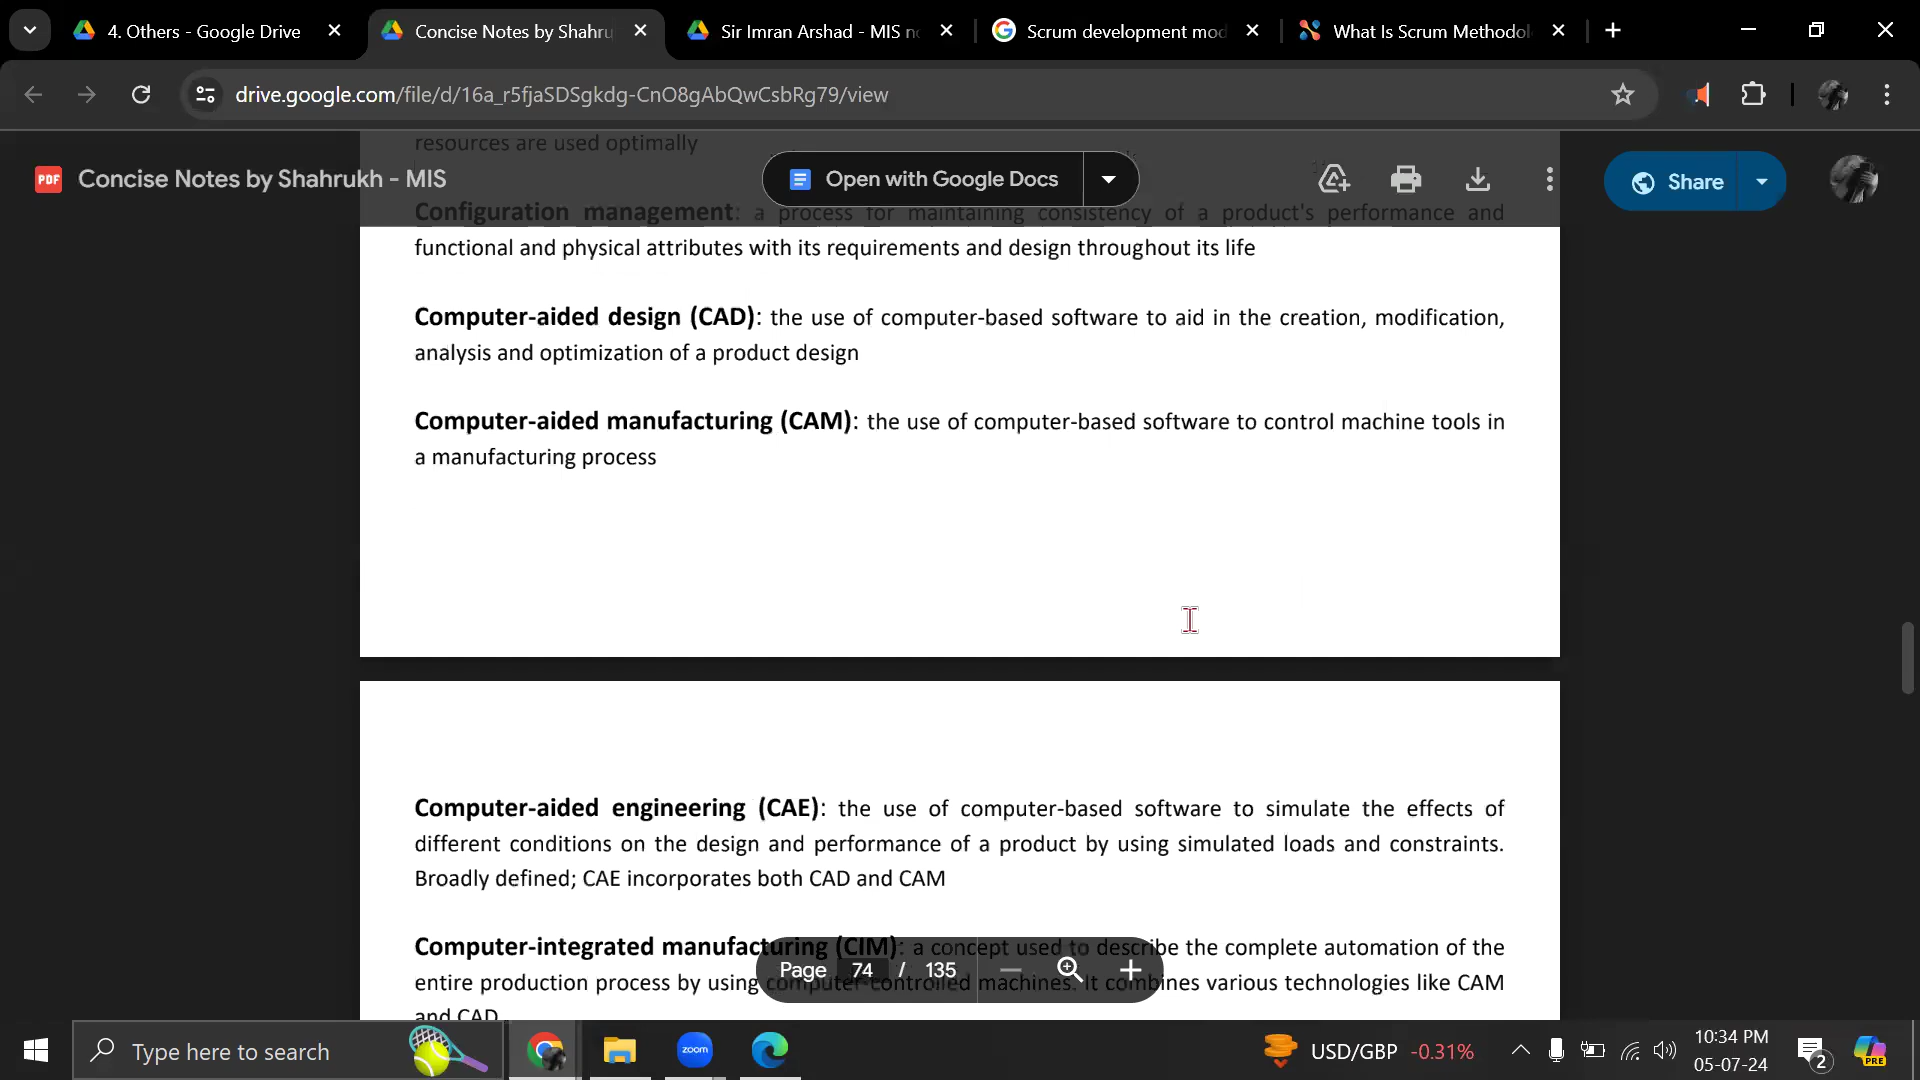 4. Others - Google Drive
Concise Notes by Shahru
Sir Imran Arshad - MIS n
Scrum development mod
What Is Scrum Methodol
drive.google.com/file/d/16a_r5fjaSDSgkdg-CnO8gAbQwCsbRg79/view
resources are used optimally
PDF
Concise Notes by Shahrukh - MIS
Open with Google Docs
Share
Configuration management: a process for maintaining consistency of a product's performance and
functional and physical attributes with its requirements and design throughout its life
Computer-aided design (CAD): the use of computer-based software to aid in the creation, modification,
analysis and optimization of a product design
Computer-aided manufacturing (CAM): the use of computer-based software to control machine tools in
a manufacturing process
Computer-aided engineering (CAE): the use of computer-based software to simulate the effects of
different conditions on the design and performance of a product by using simulated loads and constraints.
Broadly defined; CAE incorporates both CAD and CAM
Computer-integrated manufacturing (CIM): a concept used to describe the complete automation of the
entire production process by using computer-controlled machines. It combines various technologies like CAM
and CAD
Page 74 / 135
Type here to search
zoom
USD/GBP -0.31%
10:34 PM
05-07-24
2
PRE